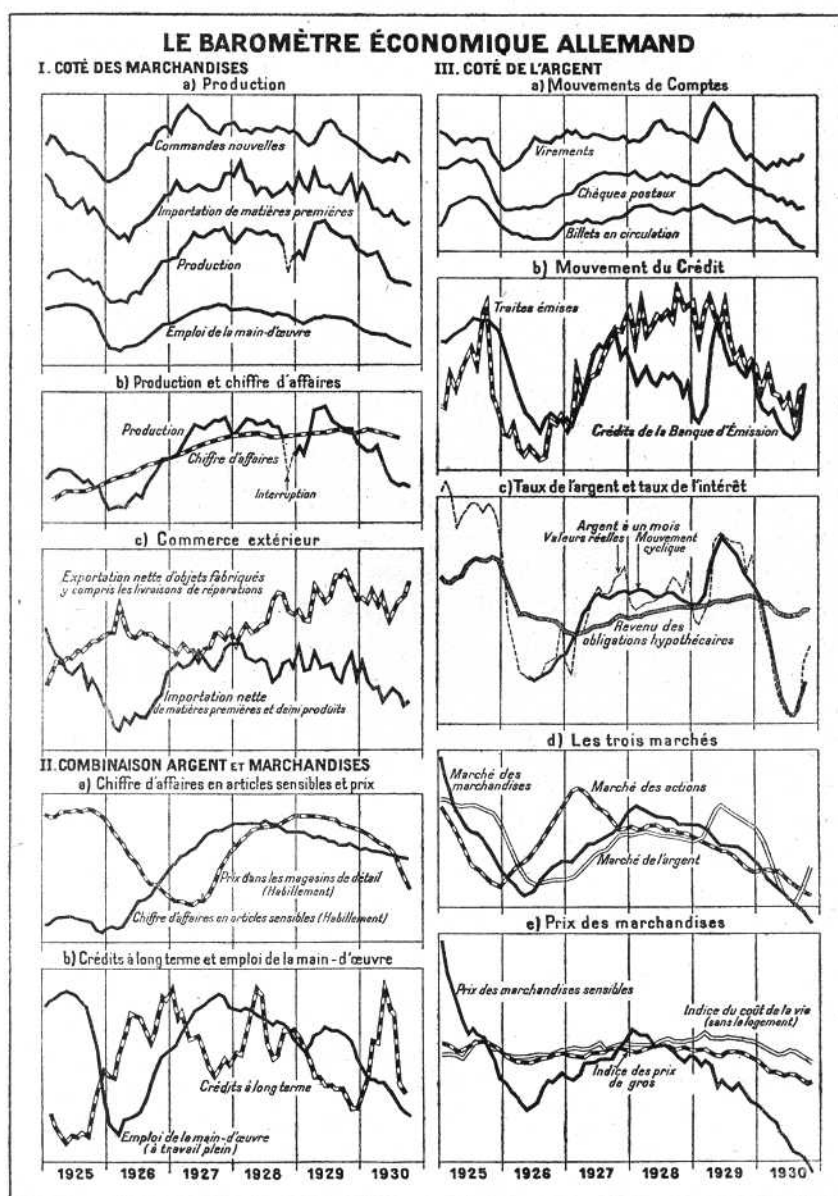 LE BAROMÈTRE ÉCONOMIQUE ALLEMAND
I. COTÉ DES MARCHANDISES
a) Production
Commandes nouvelles
Importation de matières premières
Production
Emploi de la main-d'œuvre
b) Production et chiffre d'affaires
Production
Chiffre d'affaires
Interruption
c) Commerce extérieur
Exportation nette d'objets fabriqués
y compris les livraisons de réparations
Importation nette
de matières premières et demi produits
II. COMBINAISON ARGENT ET MARCHANDISES
a) Chiffre d'affaires en articles sensibles et prix
Prix dans les magasins de détail
(Habillement)
Chiffre d'affaires en articles sensibles (Habillement)
b) Crédits à long terme et emploi de la main-d'œuvre
Crédits à long terme
Emploi de la main-d'œuvre
(à travail plein)
1925 1926 1927 1928 1929 1930
III. COTÉ DE L'ARGENT
a) Mouvements de Comptes
Virements
Chèques postaux
Billets en circulation
b) Mouvement du Crédit
Traites émises
Crédits de la Banque d'Émission
c) Taux de l'argent et taux de l'intérêt
Argent à un mois
Valeurs réelles
Mouvement
cyclique
Revenu des
obligations hypothécaires
d) Les trois marchés
Marché des
marchandises
Marché des actions
Marché de l'argent
e) Prix des marchandises
Prix des marchandises sensibles
Indice du coût de la vie
(sans le logement)
Indice des prix
de gros
1925 1926 1927 1928 1929 1930